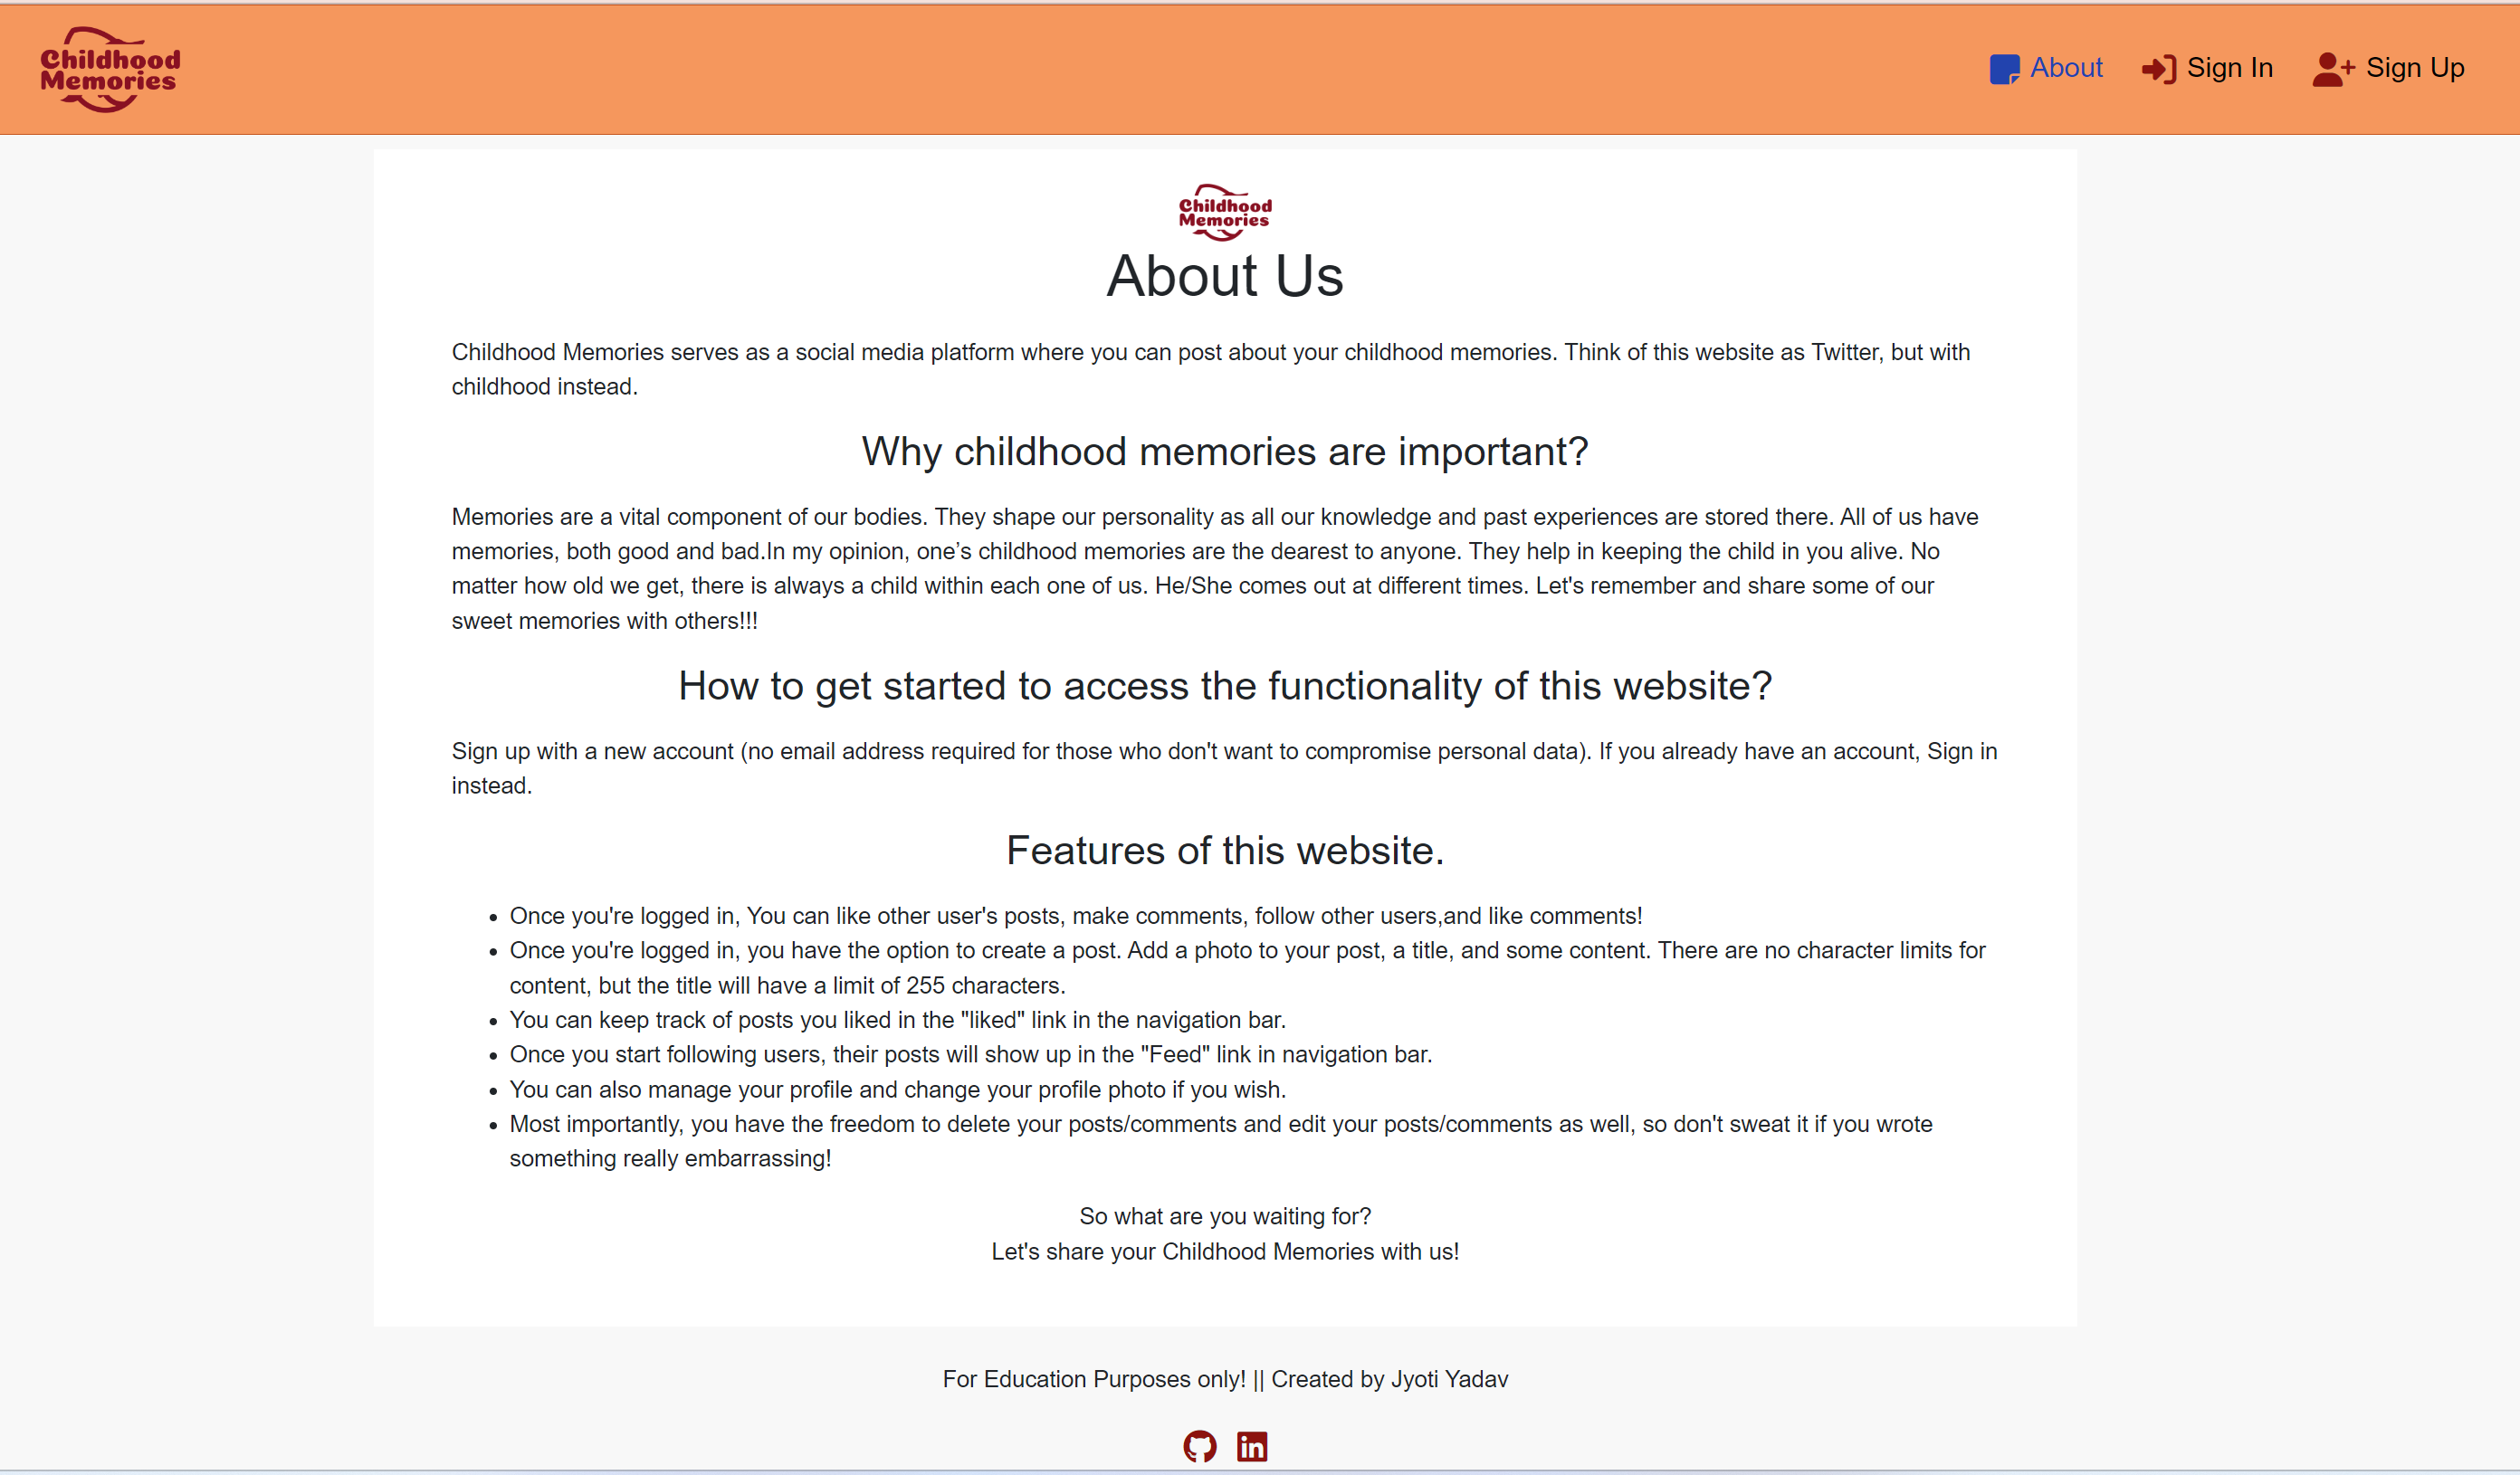 Childhood
Memories
About
Sign In
Sign Up
Childhood
Memories
About Us
Childhood Memories serves as a social media platform where you can post about your childhood memories. Think of this website as Twitter, but with
childhood instead.
Why childhood memories are important?
Memories are a vital component of our bodies. They shape our personality as all our knowledge and past experiences are stored there. All of us have
memories, both good and bad.In my opinion, one’s childhood memories are the dearest to anyone. They help in keeping the child in you alive. No
matter how old we get, there is always a child within each one of us. He/She comes out at different times. Let's remember and share some of our
sweet memories with others!!!
How to get started to access the functionality of this website?
Sign up with a new account (no email address required for those who don't want to compromise personal data). If you already have an account, Sign in
instead.
Features of this website.
• Once you're logged in, You can like other user's posts, make comments, follow other users,and like comments!
• Once you're logged in, you have the option to create a post. Add a photo to your post, a title, and some content. There are no character limits for
content, but the title will have a limit of 255 characters.
• You can keep track of posts you liked in the "liked" link in the navigation bar.
• Once you start following users, their posts will show up in the "Feed" link in navigation bar.
• You can also manage your profile and change your profile photo if you wish.
• Most importantly, you have the freedom to delete your posts/comments and edit your posts/comments as well, so don't sweat it if you wrote
something really embarrassing!
So what are you waiting for?
Let's share your Childhood Memories with us!
For Education Purposes only! || Created by Jyoti Yadav
in